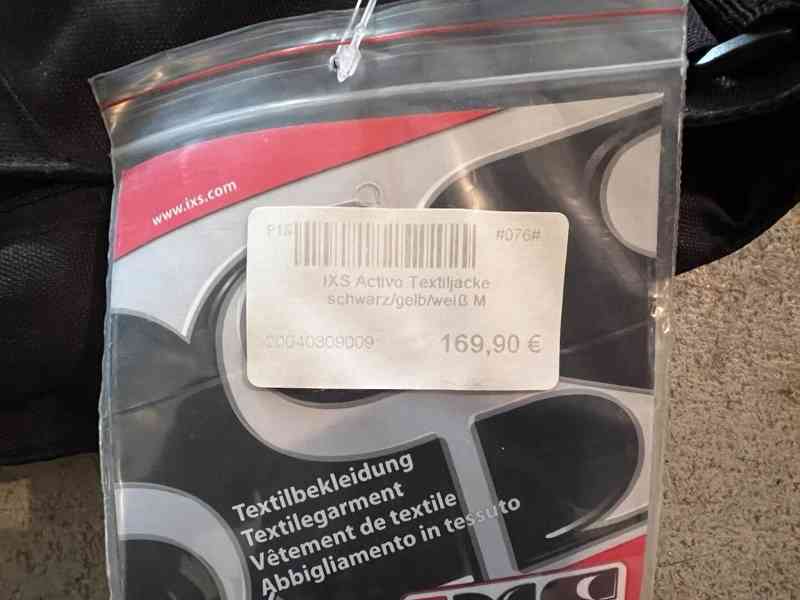 www.ixs.com
#076#
IXS Activo Textiljacke
schwarz/gelb/weiß M
20040309009
169,90 €
Textilbekleidung
Textilegarment
Vêtement de textile
Abbigliamento in tessuto